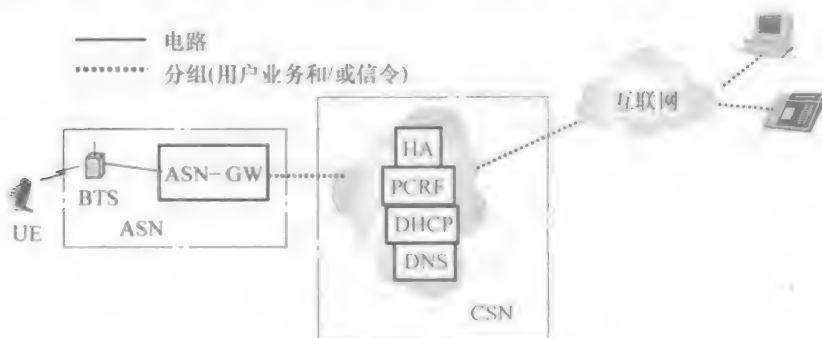 电路
分组(用户业务和/或信令)
互联网
HA
PCRF
DHCP
DNS
ASN-GW
BTS
UE
ASN
CSN